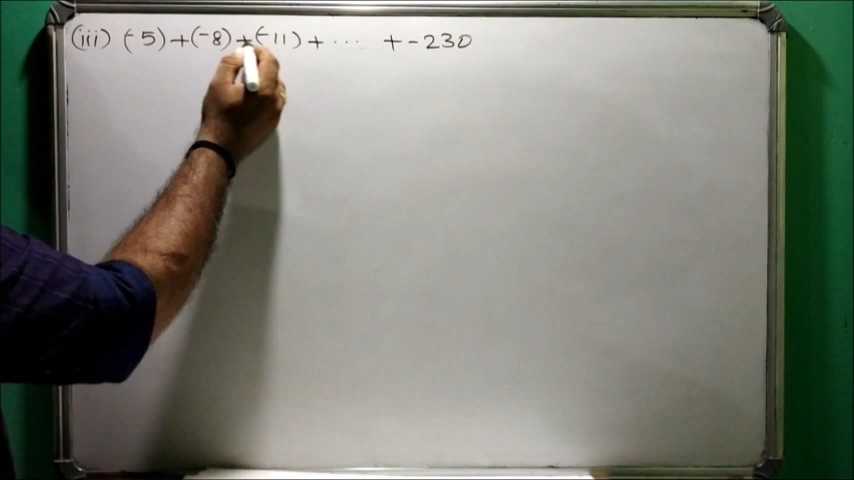 (iii) (-5)+(-8)+(-11)+ ... +-230